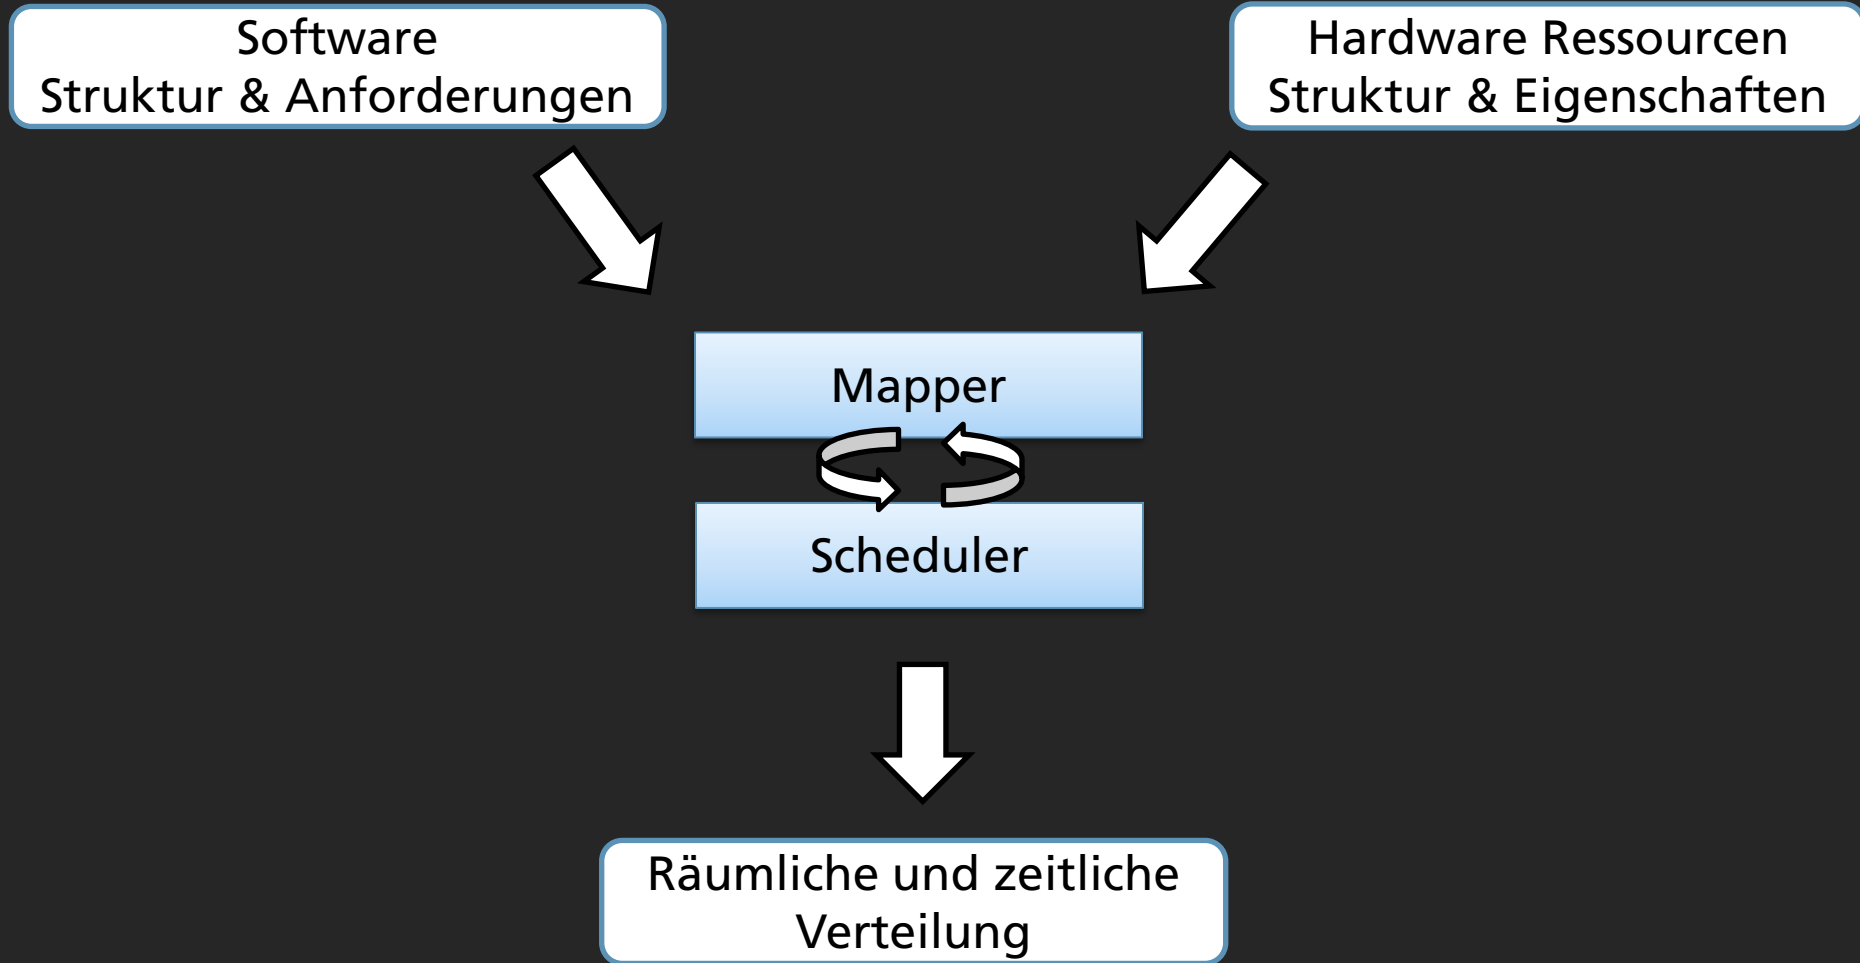 Software
Struktur & Anforderungen
Hardware Ressourcen
Struktur & Eigenschaften
Mapper
Scheduler
Räumliche und zeitliche
Verteilung